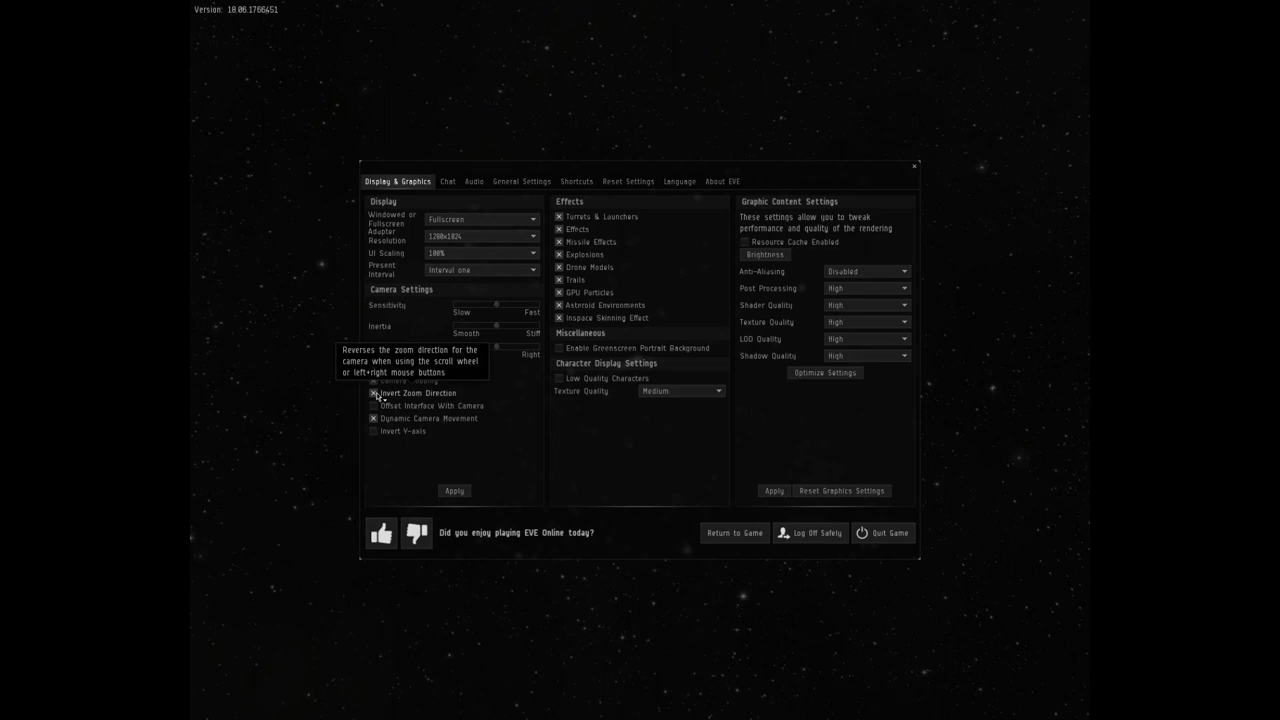 Version: 18.06.1766451
Display & Graphics
Chat
Audio
General Settings
Shortcuts
Reset Settings
Language
About EVE
Display
Windowed or
Fullscreen
Fullscreen
Adapter
Resolution
1280x1024
UI Scaling
100%
Present
Interval
Interval one
Camera Settings
Sensitivity
Slow
Fast
Inertia
Smooth
Stiff
Right
Reverses the zoom direction for the
camera when using the scroll wheel
or left+right mouse buttons
Invert Zoom Direction
Offset Interface With Camera
Dynamic Camera Movement
Invert Y-axis
Apply
Effects
Turrets & Launchers
Effects
Missile Effects
Explosions
Drone Models
Trails
GPU Particles
Asteroid Environments
Inspace Skinning Effect
Miscellaneous
Enable Greenscreen Portrait Background
Character Display Settings
Low Quality Characters
Texture Quality
Medium
Graphic Content Settings
These settings allow you to tweak
performance and quality of the rendering
Resource Cache Enabled
Brightness
Anti-Aliasing
Disabled
Post Processing
High
Shader Quality
High
Texture Quality
High
LOD Quality
High
Shadow Quality
High
Optimize Settings
Apply
Reset Graphics Settings
Did you enjoy playing EVE Online today?
Return to Game
Log Off Safely
Quit Game